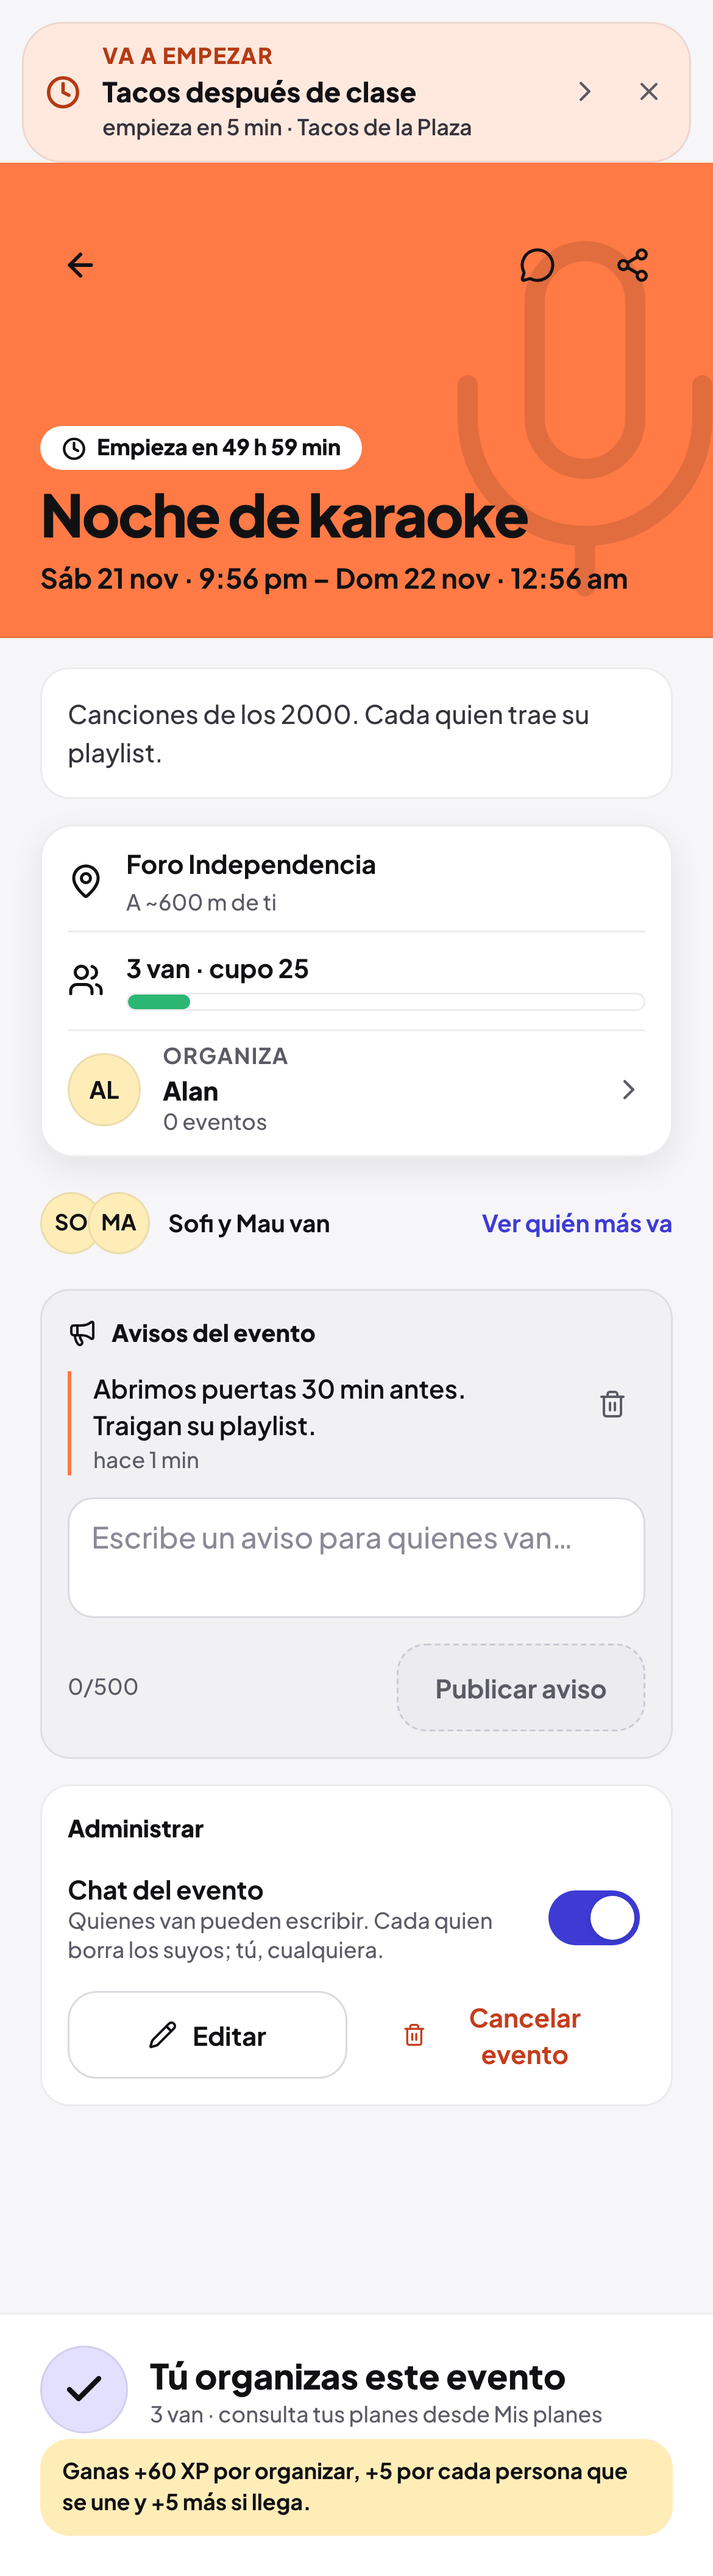 VA A EMPEZAR
Tacos después de clase
empieza en 5 min · Tacos de la Plaza
Empieza en 49 h 59 min
Noche de karaoke
Sáb 21 nov · 9:56 pm – Dom 22 nov · 12:56 am
Canciones de los 2000. Cada quien trae su
playlist.
Foro Independencia
A ~600 m de ti
3 van · cupo 25
AL
ORGANIZA
Alan
0 eventos
SO MA Sofi y Mau van Ver quién más va
Avisos del evento
Abrimos puertas 30 min antes.
Traigan su playlist.
hace 1 min
Escribe un aviso para quienes van...
0/500 Publicar aviso
Administrar
Chat del evento
Quienes van pueden escribir. Cada quien
borra los suyos; tú, cualquiera.
Editar
Cancelar
evento
Tú organizas este evento
3 van · consulta tus planes desde Mis planes
Ganas +60 XP por organizar, +5 por cada persona que
se une y +5 más si llega.